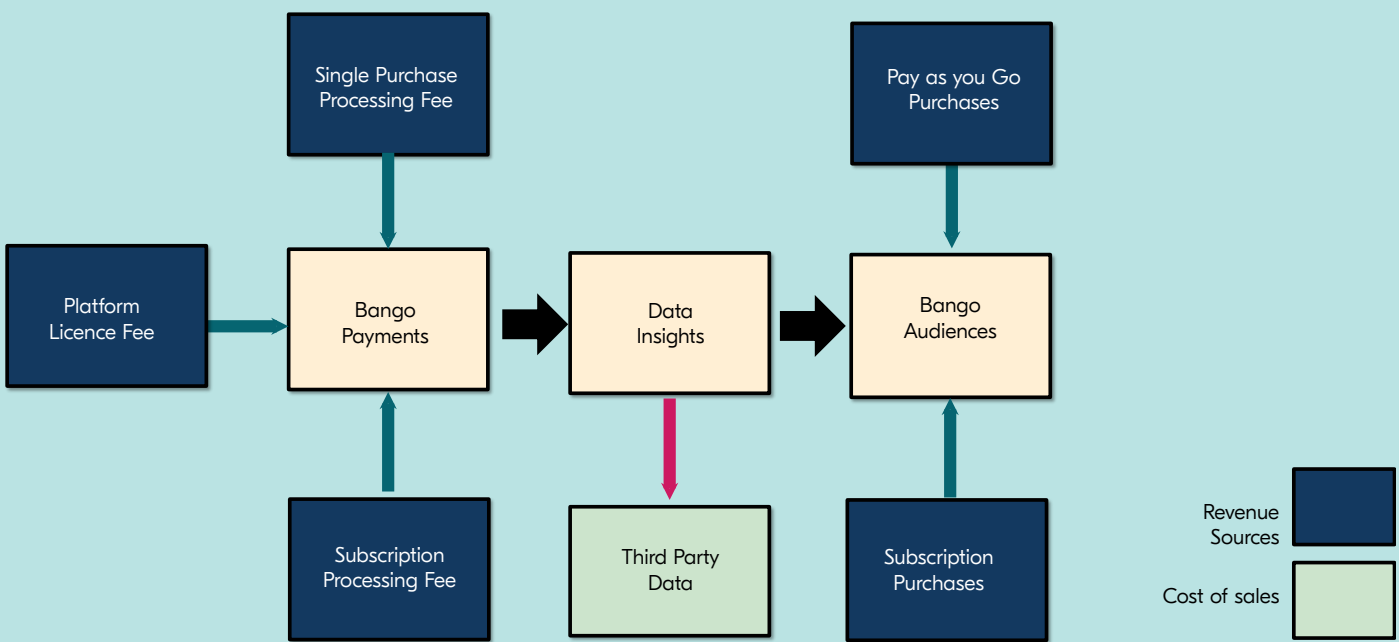 Single Purchase
Processing Fee
Pay as you Go
Purchases
Platform
Licence Fee
Bango
Payments
Data
Insights
Bango
Audiences
Subscription
Processing Fee
Third Party
Data
Subscription
Purchases
Revenue
Sources
Cost of sales